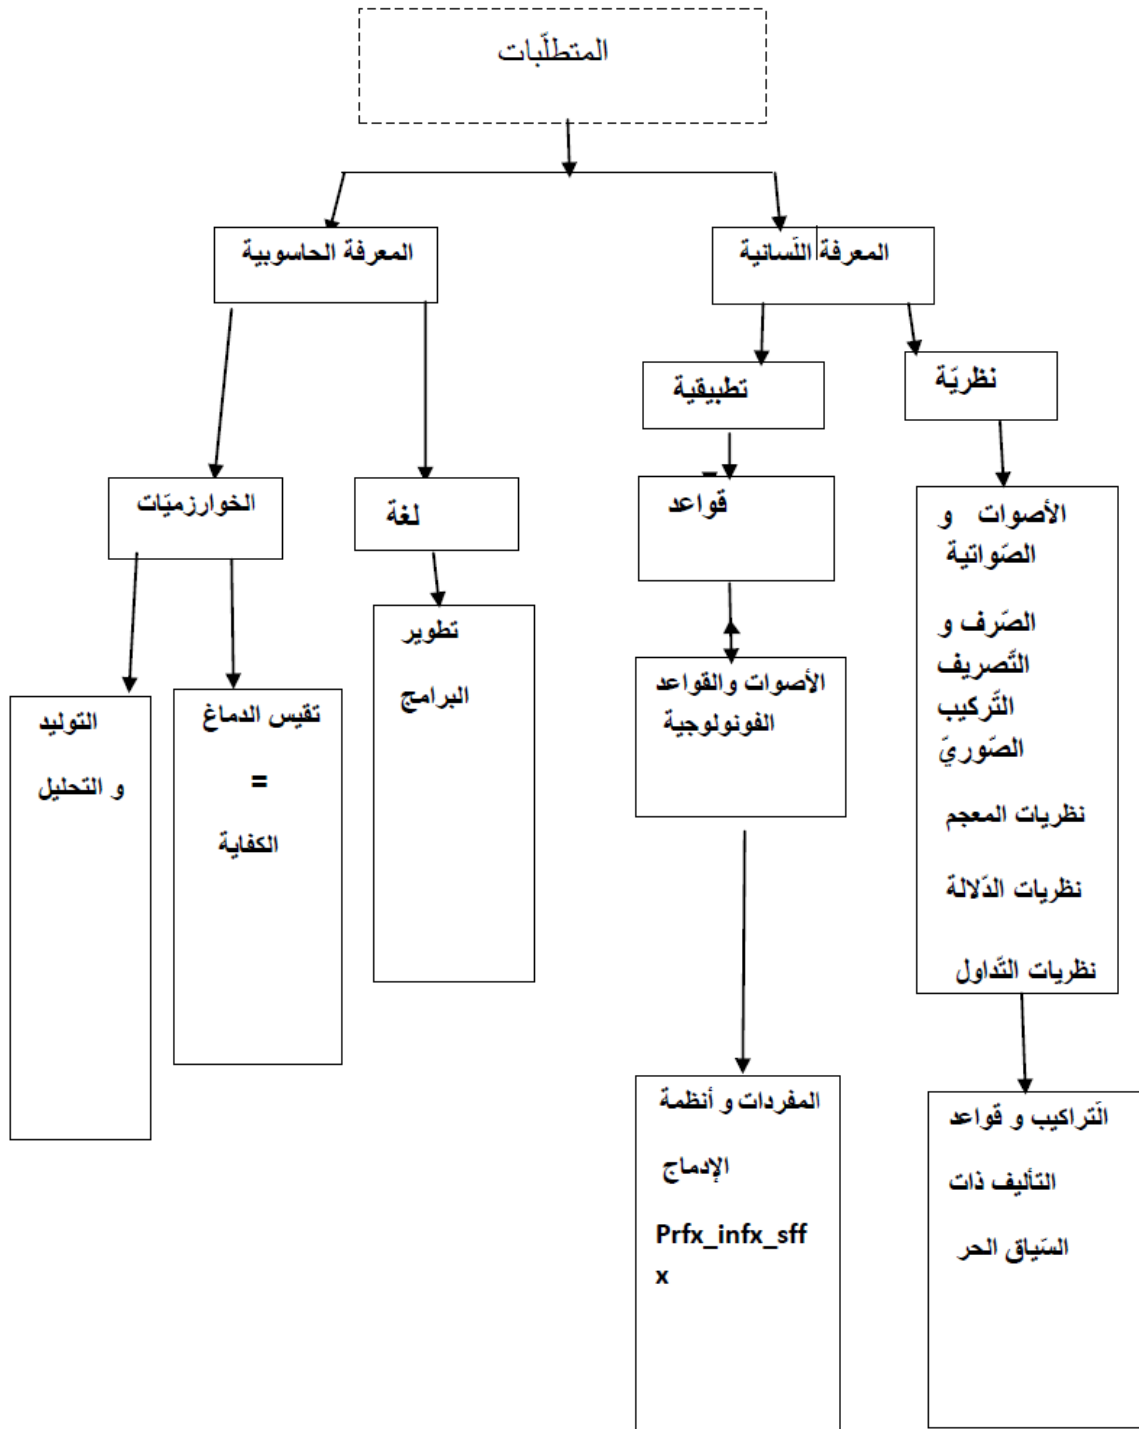 المتطلّبات
المعرفة اللّسانية
المعرفة الحاسوبية
نظريّة
تطبيقية
قواعد
لغة
الخوارزميّات
الأصوات و
الصّواتية
الصّرف و
التّصريف
التّركيب
الصّوريّ
نظريات المعجم
نظريات الدّلالة
نظريات التّداول
الأصوات والقواعد
الفونولوجية
تطوير
البرامج
تقيس الدماغ
=
الكفاية
التوليد
و التحليل
التَراكيب و قواعد
التأليف ذات
السَياق الحر
المفردات و أنظمة
الإدماج
Prfx_infx_sff
x